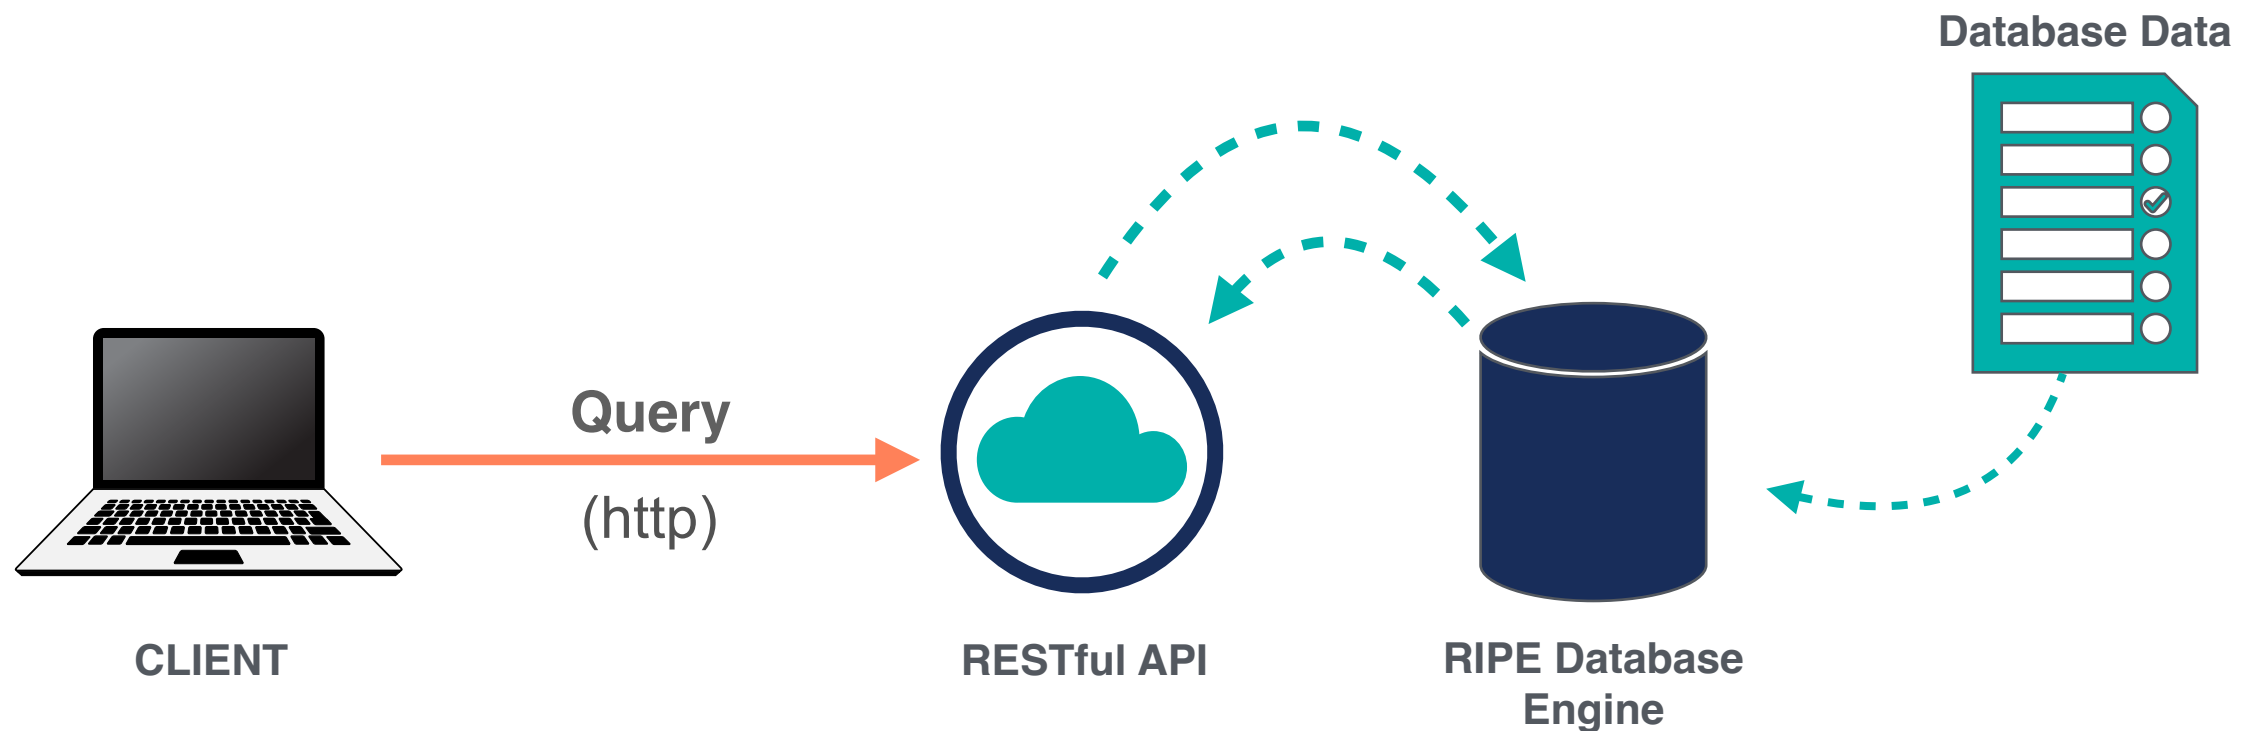 Database Data
Query
(http)
CLIENT
RESTful API
RIPE Database
Engine